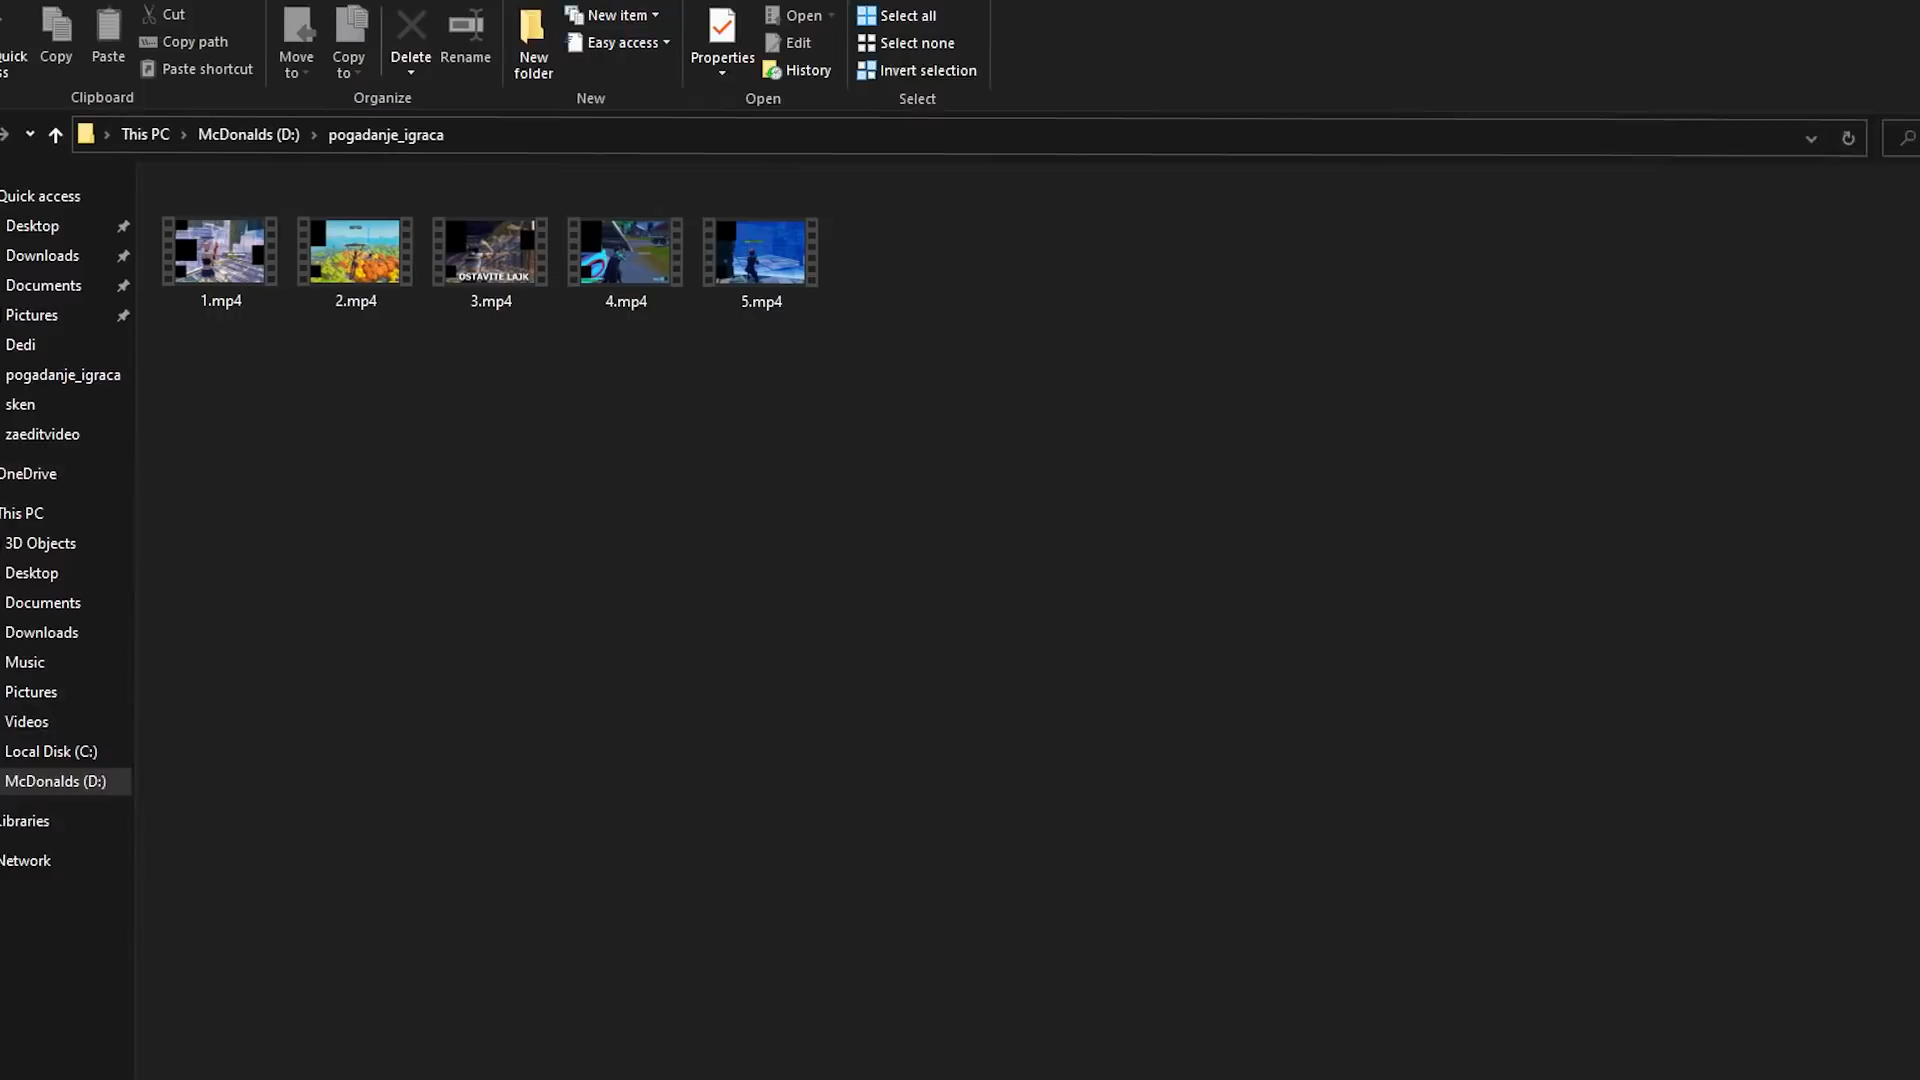 Cut
Copy path
Paste shortcut
Copy
Paste
Clipboard
Move to
Copy to
Delete
Rename
Organize
New folder
New item
Easy access
New
Properties
Open
Edit
History
Open
Select all
Select none
Invert selection
Select
This PC > McDonalds (D:) > pogadanje_igraca
Quick access
Desktop
Downloads
Documents
Pictures
Dedi
pogadanje_igraca
sken
zaeditvideo
OneDrive
This PC
3D Objects
Desktop
Documents
Downloads
Music
Pictures
Videos
Local Disk (C:)
McDonalds (D:)
Libraries
Network
OSTAVITE LAJK
1.mp4
2.mp4
3.mp4
4.mp4
5.mp4